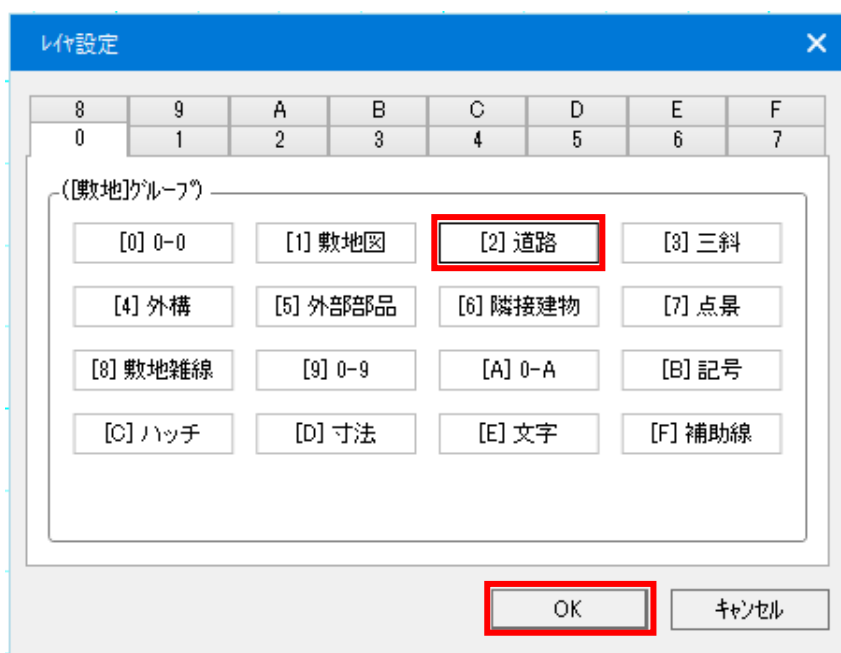 ﾚｲﾔ設定
8 9 A B C D E F
0 1 2 3 4 5 6 7
([敷地]ｸﾞﾙｰﾌﾟ)
[0] 0-0 [1] 敷地図 [2] 道路 [3] 三斜
[4] 外構 [5] 外部部品 [6] 隣接建物 [7] 点景
[8] 敷地雑線 [9] 0-9 [A] 0-A [B] 記号
[C] ハッチ [D] 寸法 [E] 文字 [F] 補助線
OK ｷｬﾝｾﾙ